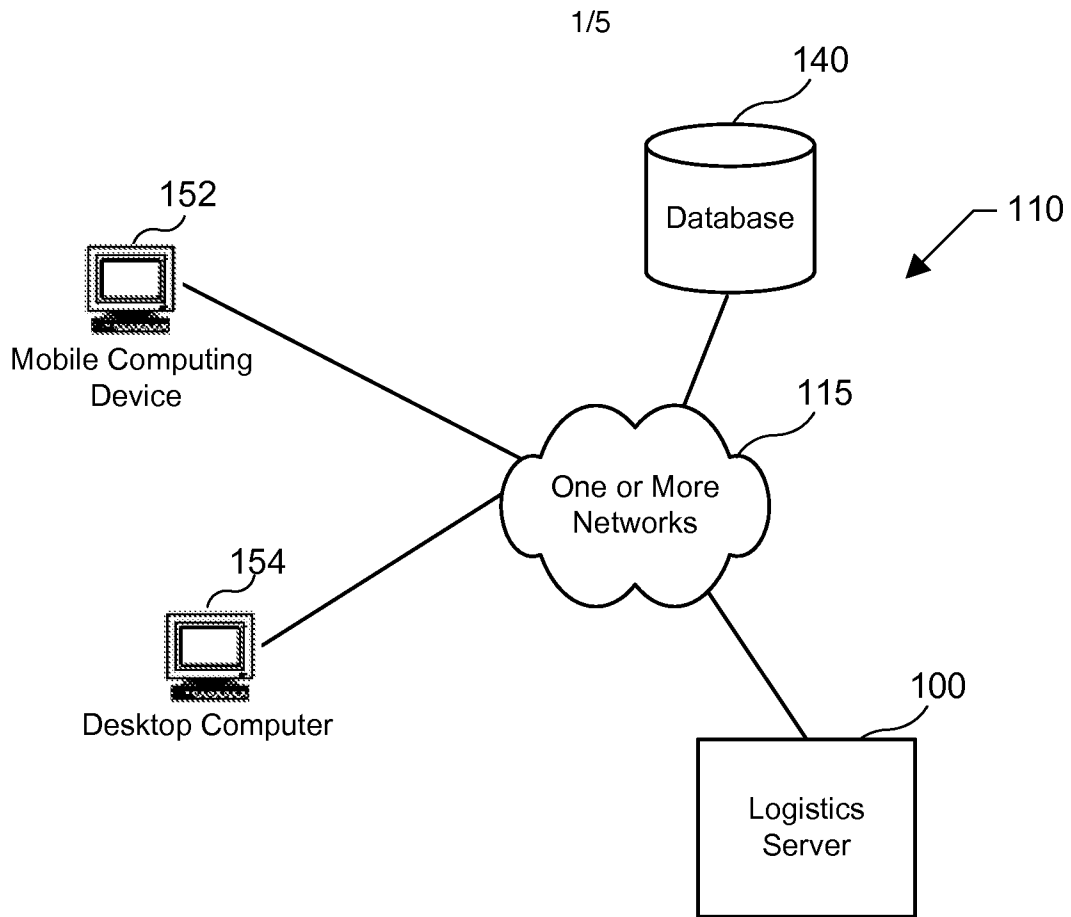 1/5
140
Database
110
152
Mobile Computing
Device
115
One or More
Networks
154
Desktop Computer
100
Logistics
Server